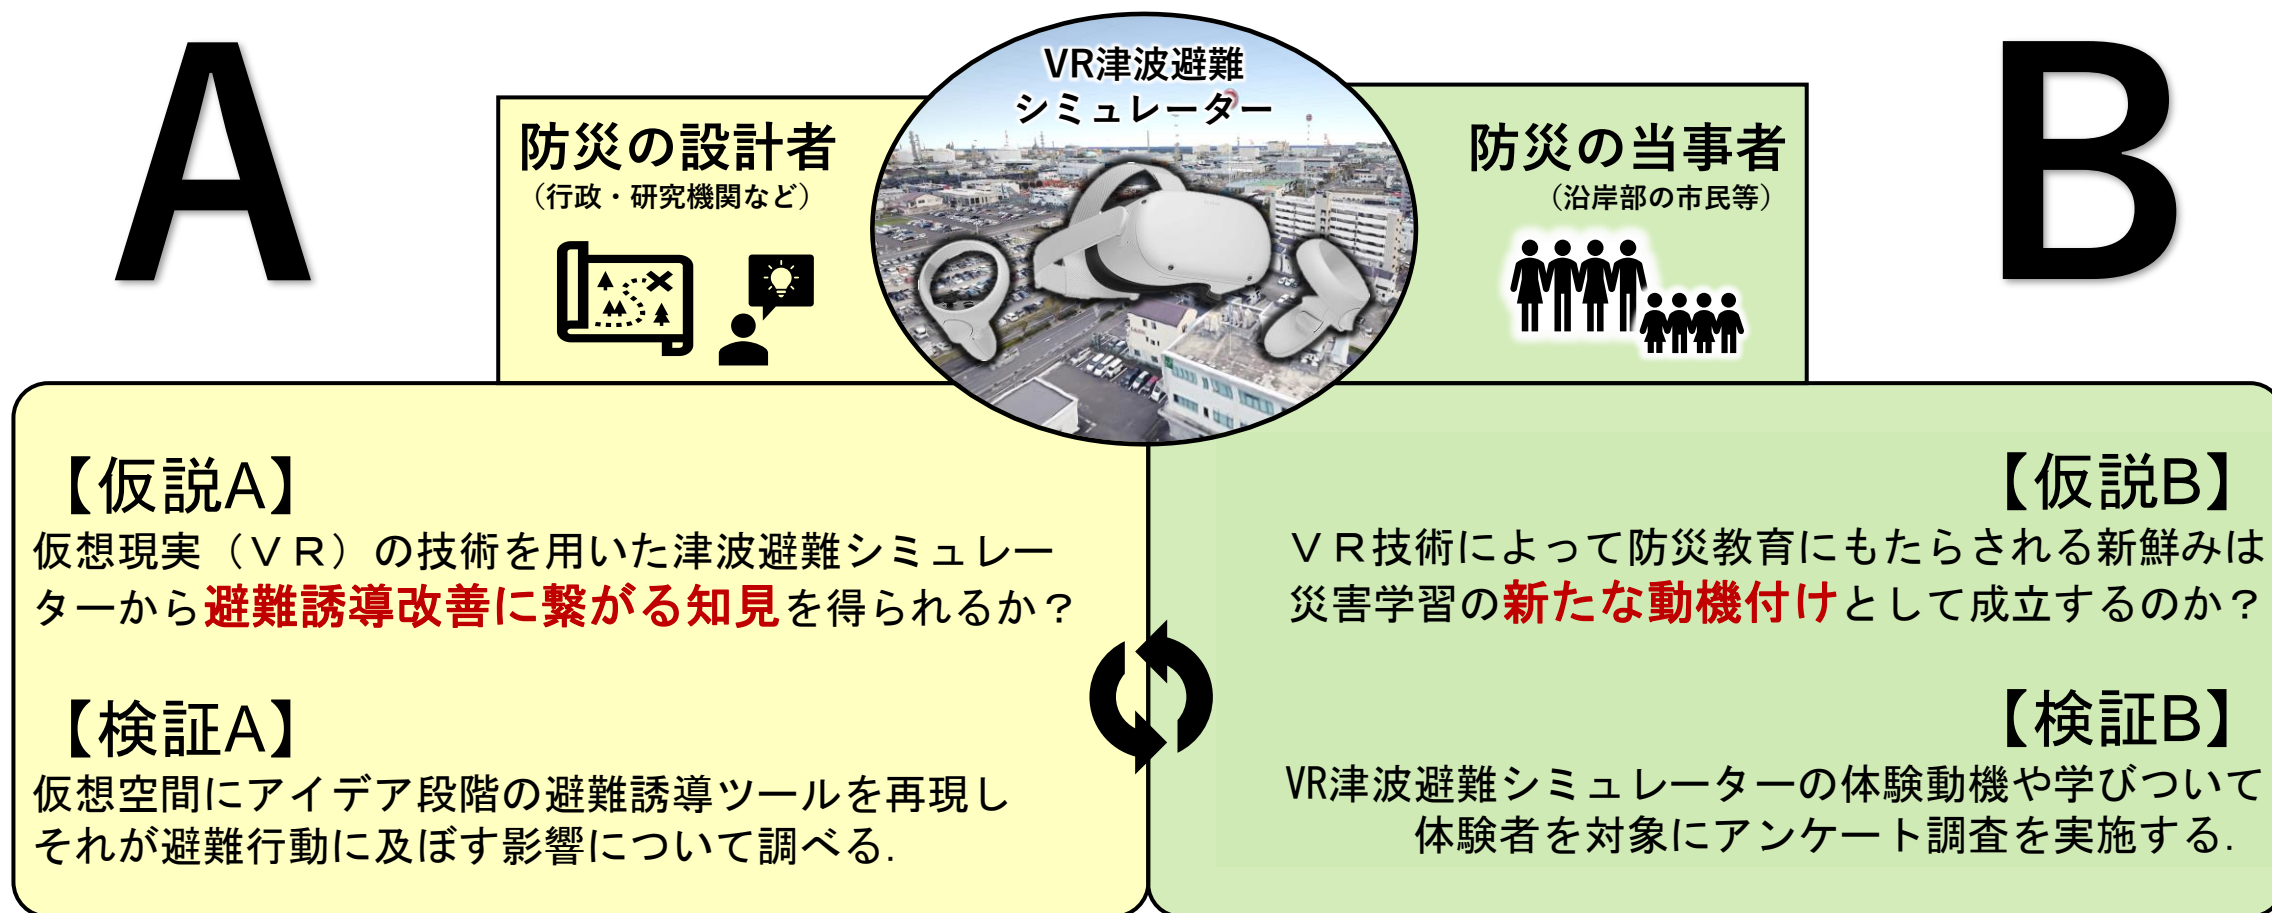 A
B
VR津波避難
シミュレーター
防災の設計者
（行政・研究機関など）
防災の当事者
（沿岸部の市民等）
【仮説A】
仮想現実（ＶＲ）の技術を用いた津波避難シミュレー
ターから避難誘導改善に繋がる知見を得られるか？
【検証A】
仮想空間にアイデア段階の避難誘導ツールを再現し
それが避難行動に及ぼす影響について調べる.
【仮説B】
ＶＲ技術によって防災教育にもたらされる新鮮みは
災害学習の新たな動機付けとして成立するのか？
【検証B】
VR津波避難シミュレーターの体験動機や学びついて
体験者を対象にアンケート調査を実施する.